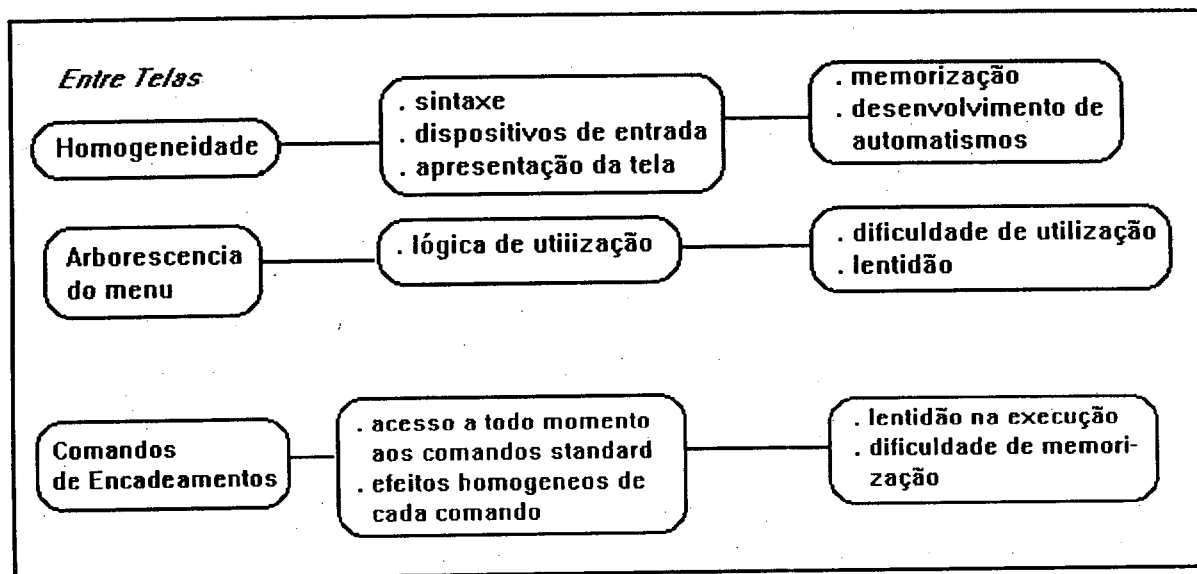 Entre Telas
Homogeneidade
. sintaxe
. dispositivos de entrada
. apresentação da tela
. memorização
. desenvolvimento de
automatismos
Arborescencia
do menu
. lógica de utiiização
. dificuldade de utilização
. lentidão
Comandos
de Encadeamentos
. acesso a todo momento
aos comandos standard
. efeitos homogeneos de
cada comando
. lentidão na execução
. dificuldade de memori-
zação